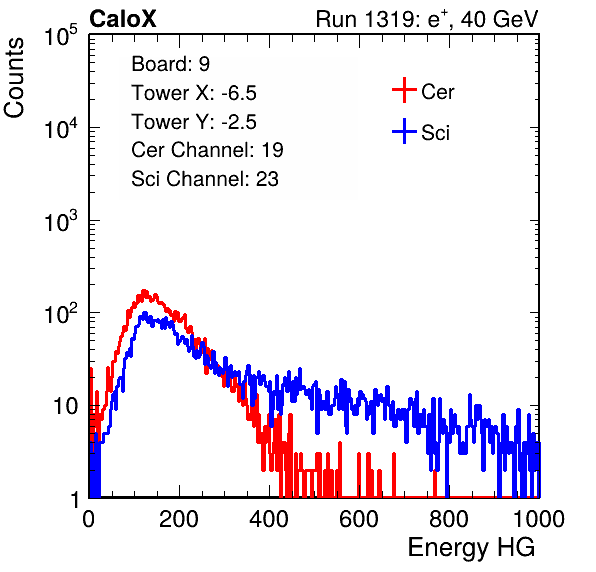 CaloX Run 1319: e⁺, 40 GeV
Counts
10⁵
10⁴
10³
10²
10
1
Board: 9
Tower X: -6.5
Tower Y: -2.5
Cer Channel: 19
Sci Channel: 23
Cer
Sci
0 200 400 600 800 1000
Energy HG